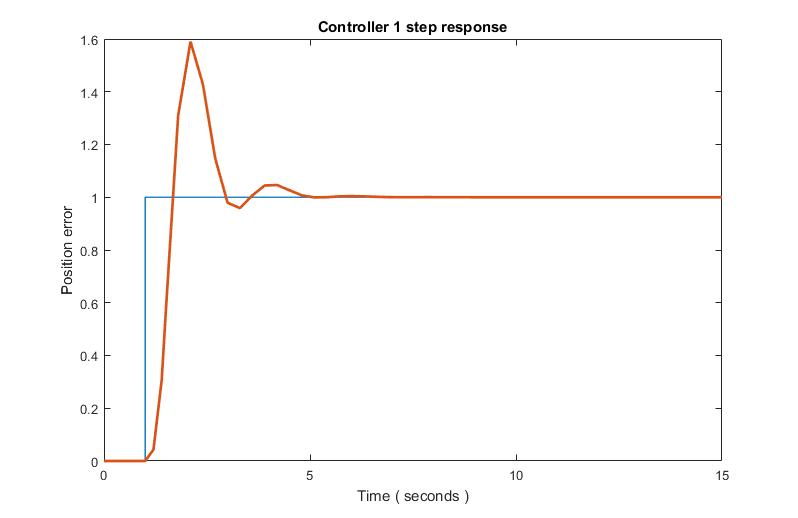 Controller 1 step response
1.6
1.4
1.2
1
0.8
0.6
0.4
0.2
0
Position error
0 5 10 15
Time ( seconds )